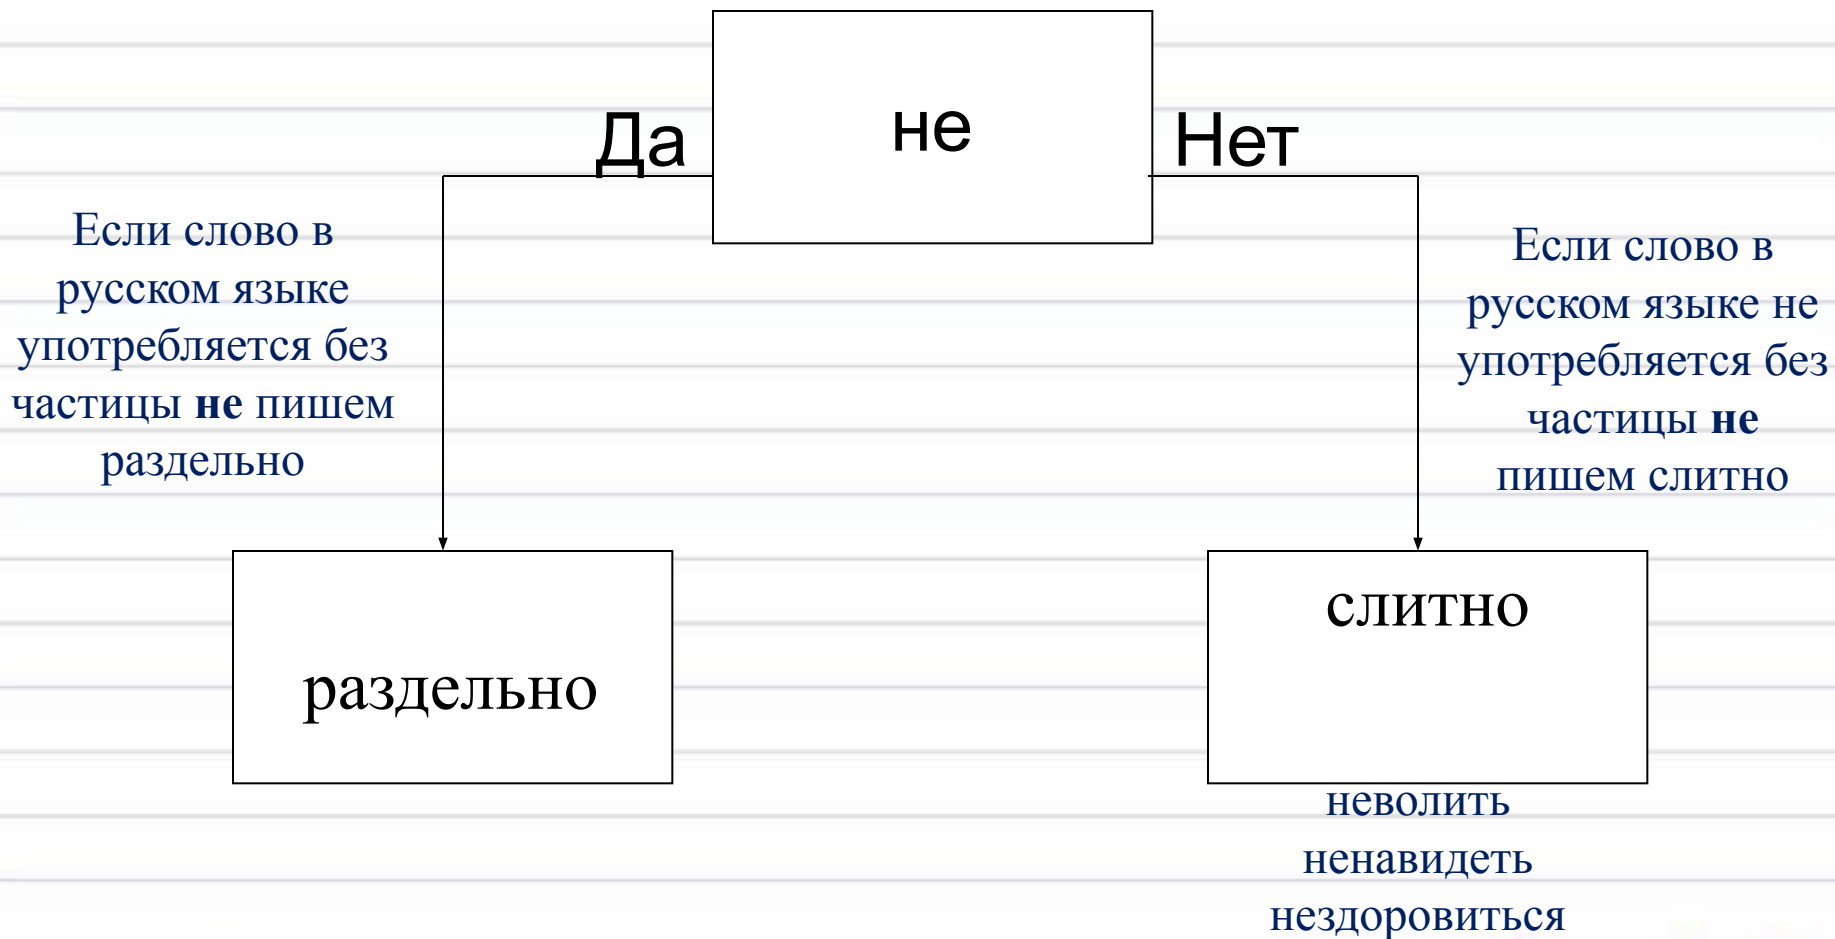 не
Да
Нет
Если слово в
русском языке
употребляется без
частицы не пишем
раздельно
Если слово в
русском языке не
употребляется без
частицы не
пишем слитно
раздельно
слитно
неволить
ненавидеть
нездоровиться